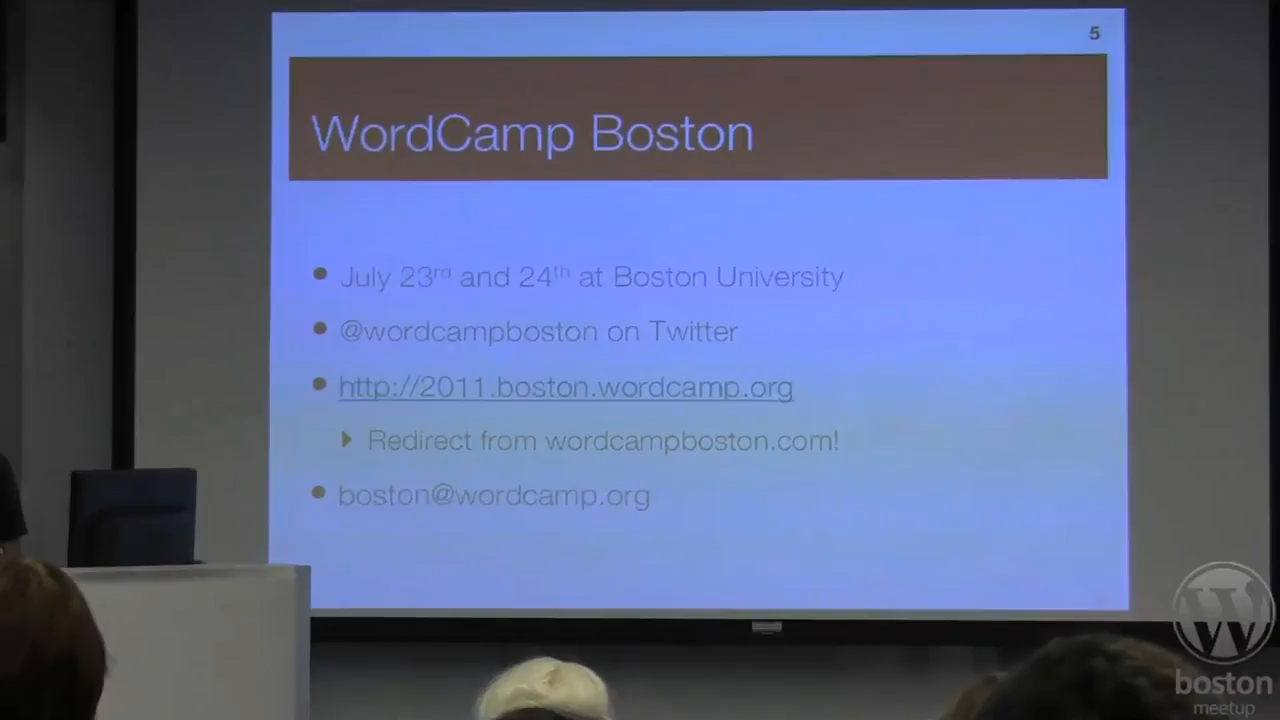 5
WordCamp Boston
July 23rd and 24th at Boston University
@wordcampboston on Twitter
http://2011.boston.wordcamp.org
Redirect from wordcampboston.com!
boston@wordcamp.org
W
boston
meetup